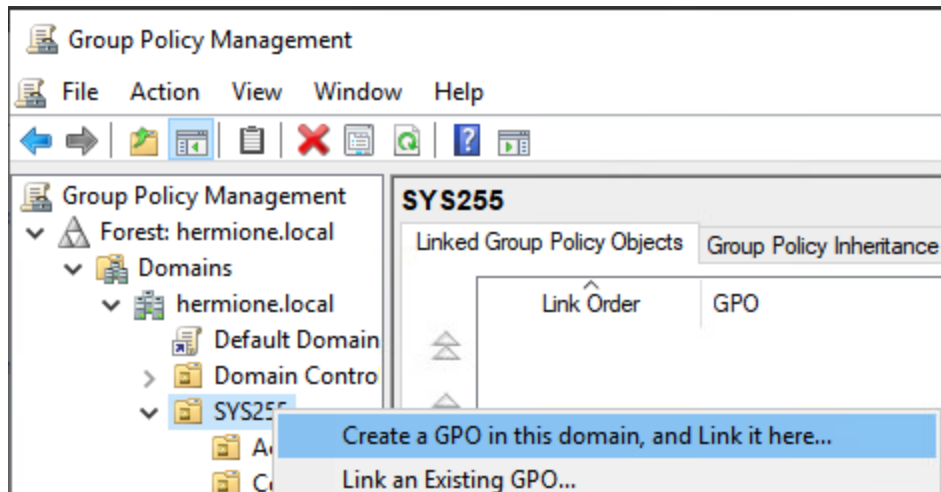 Group Policy Management
File Action View Window Help
Group Policy Management
Forest: hermione.local
Domains
hermione.local
Default Domain
Domain Contro
SYS255
SYS255
Linked Group Policy Objects Group Policy Inheritance
Link Order GPO
Create a GPO in this domain, and Link it here...
Link an Existing GPO...